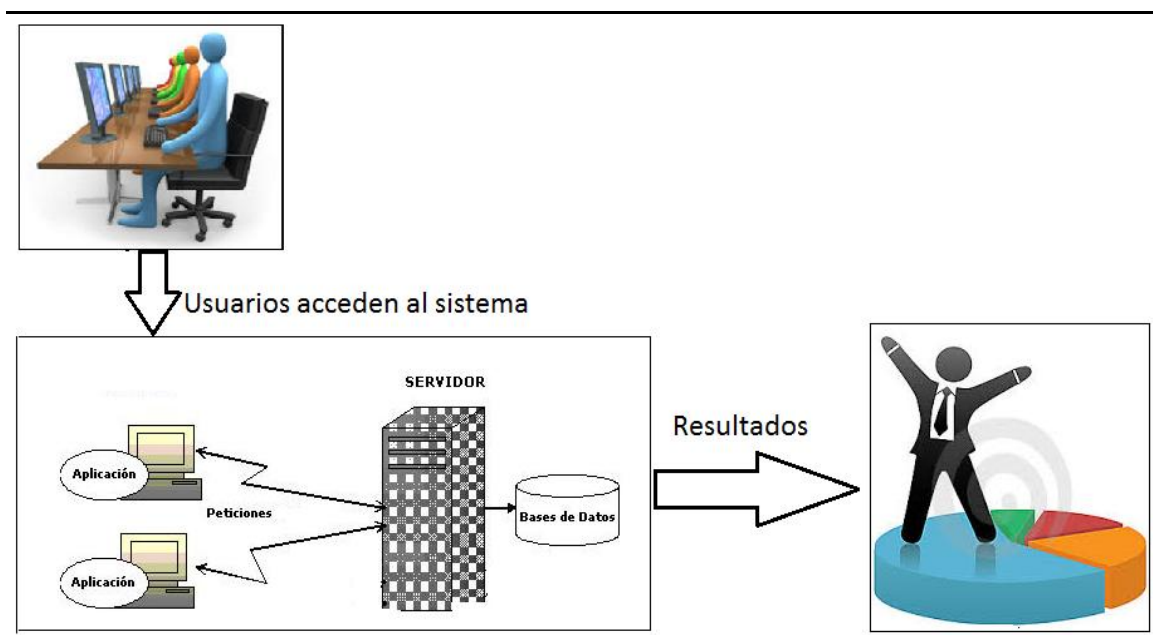 Usuarios acceden al sistema
SERVIDOR
Resultados
Aplicación
Peticiones
Bases de Datos
Aplicación